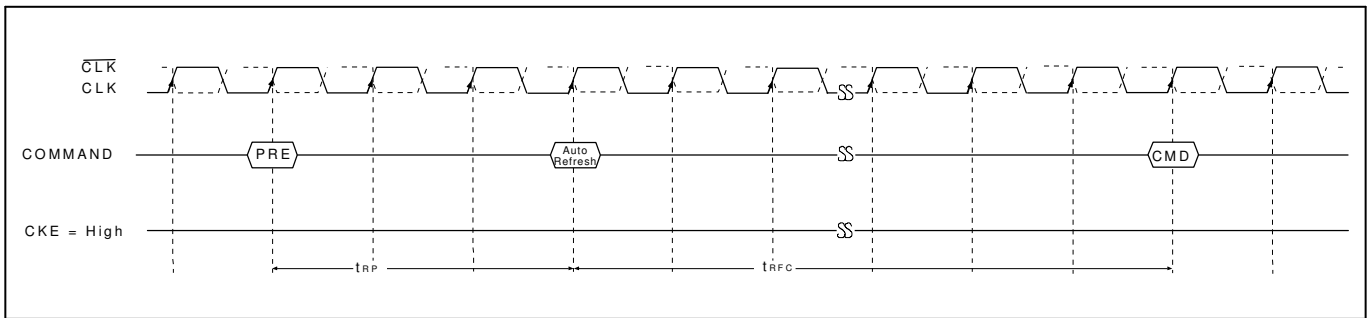 CLK
CLK
COMMAND
PRE
Auto
Refresh
CMD
CKE = High
tRP
tRFC